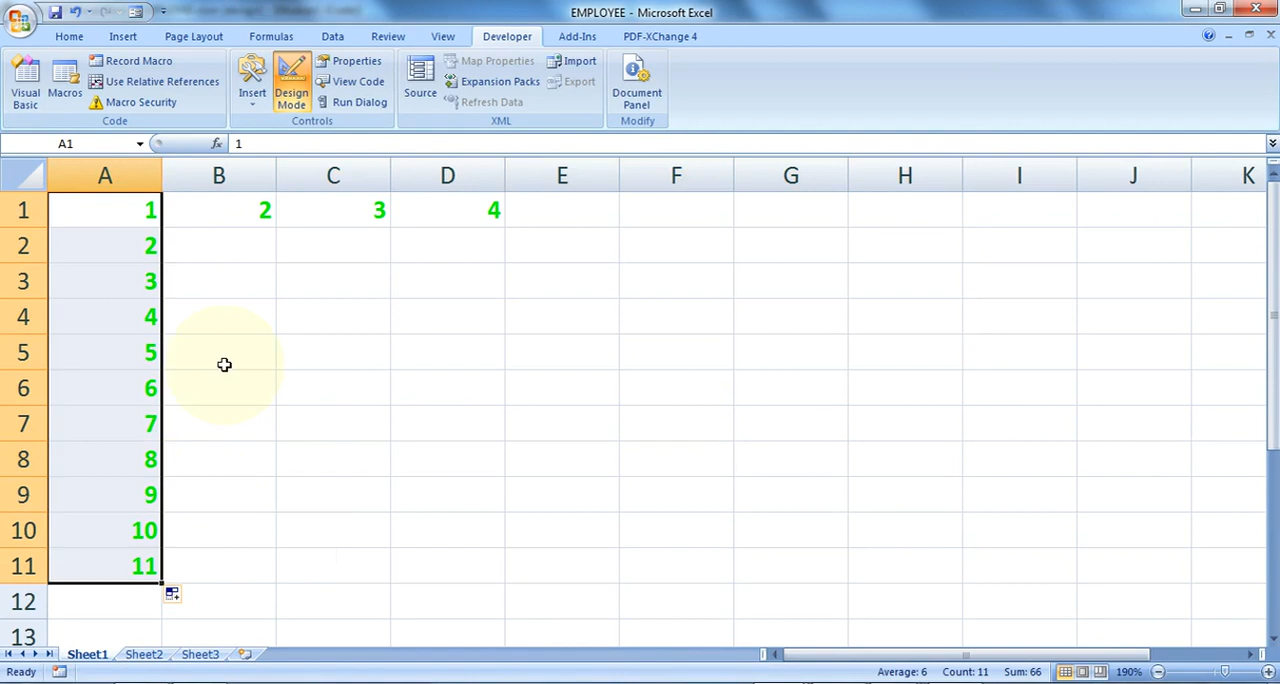 EMPLOYEE - Microsoft Excel
Home Insert Page Layout Formulas Data Review View Developer Add-Ins PDF-XChange 4
Visual Basic
Macros
Record Macro
Use Relative References
Macro Security
Code
Insert
Design Mode
Properties
View Code
Run Dialog
Controls
Source
Map Properties
Expansion Packs
Refresh Data
Import
Export
XML
Document Panel
Modify
A1 fx 1
A B C D E F G H I J K
1 1 2 3 4
2 2
3 3
4 4
5 5
6 6
7 7
8 8
9 9
10 10
11 11
12
13
Sheet1 Sheet2 Sheet3
Ready Average: 6 Count: 11 Sum: 66 190%